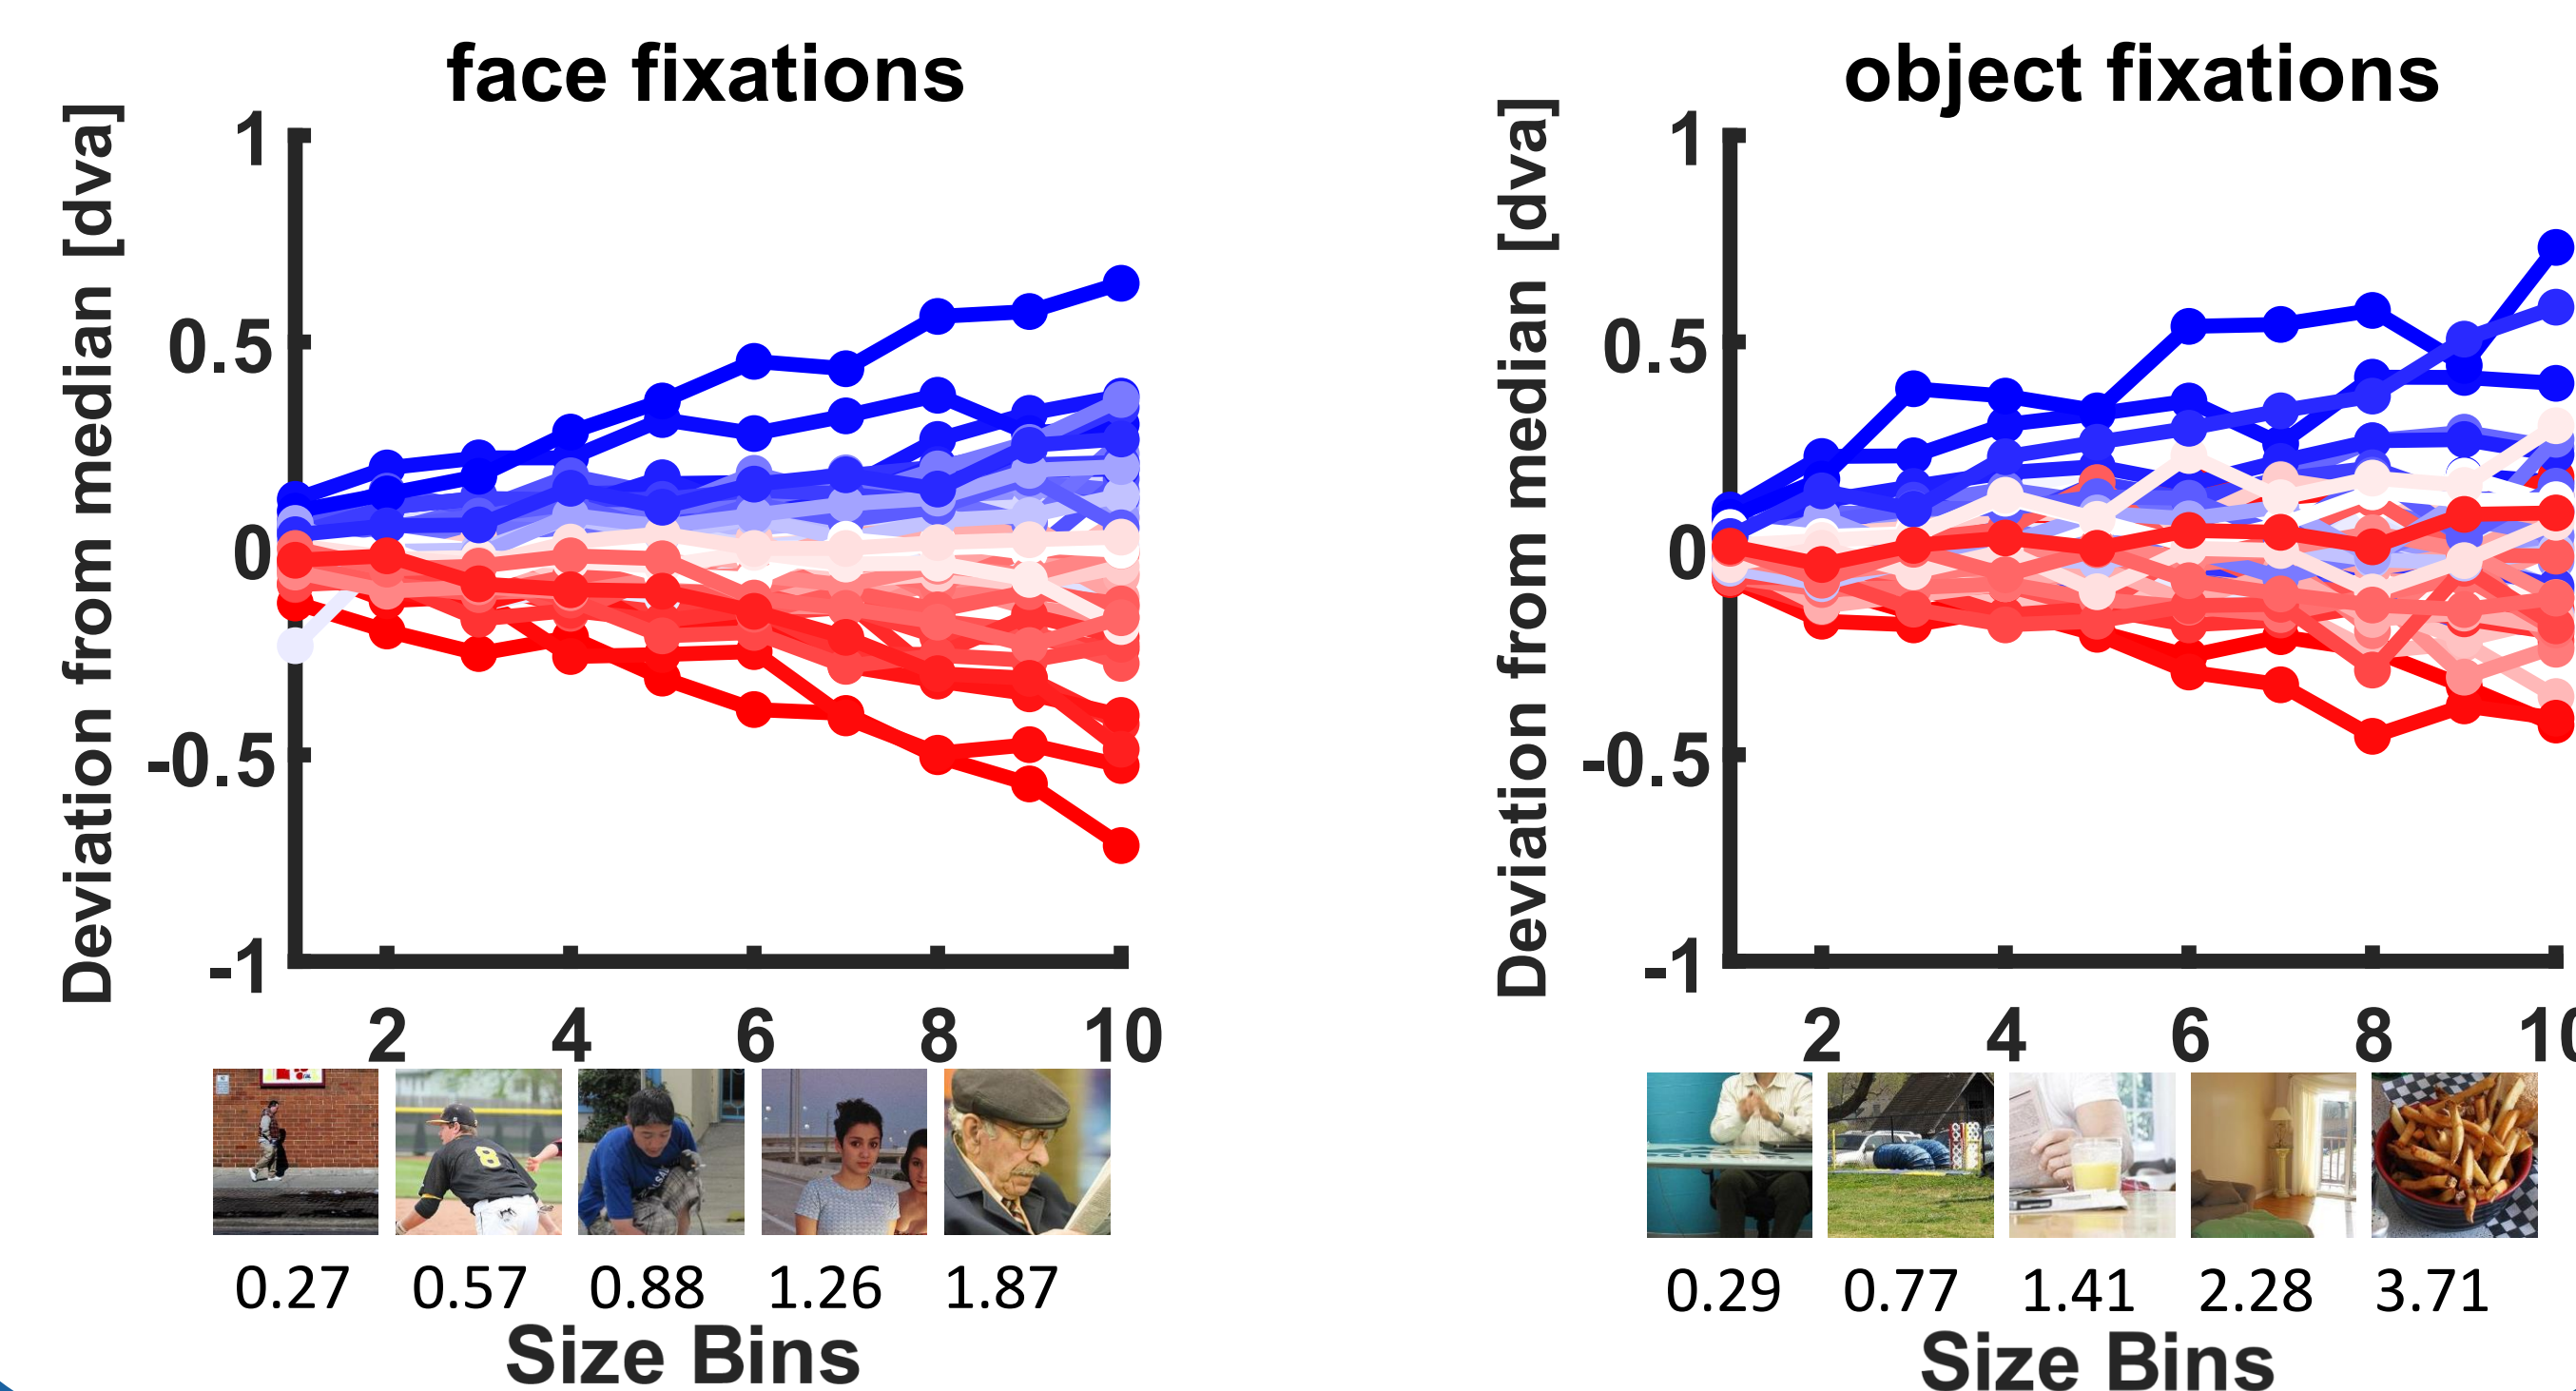 face fixations
Deviation from median [dva]
1
0.5
0
-0.5
-1
2 4 6 8 10
8
0.27 0.57 0.88 1.26 1.87
Size Bins
object fixations
Deviation from median [dva]
1
0.5
0
-0.5
-1
2 4 6 8 10
0.29 0.77 1.41 2.28 3.71
Size Bins